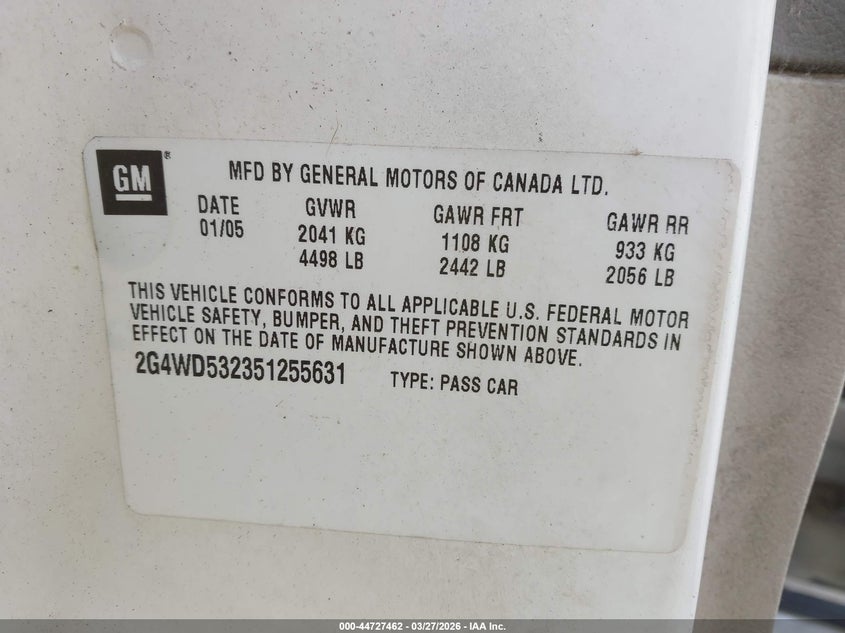 GM®
MFD BY GENERAL MOTORS OF CANADA LTD.
DATE GVWR GAWR FRT GAWR RR
01/05 2041 KG 1108 KG 933 KG
4498 LB 2442 LB 2056 LB
THIS VEHICLE CONFORMS TO ALL APPLICABLE U.S. FEDERAL MOTOR
VEHICLE SAFETY, BUMPER, AND THEFT PREVENTION STANDARDS IN
EFFECT ON THE DATE OF MANUFACTURE SHOWN ABOVE.
2G4WD532351255631 TYPE: PASS CAR
000-44727462 - 03/27/2026 - IAA Inc.